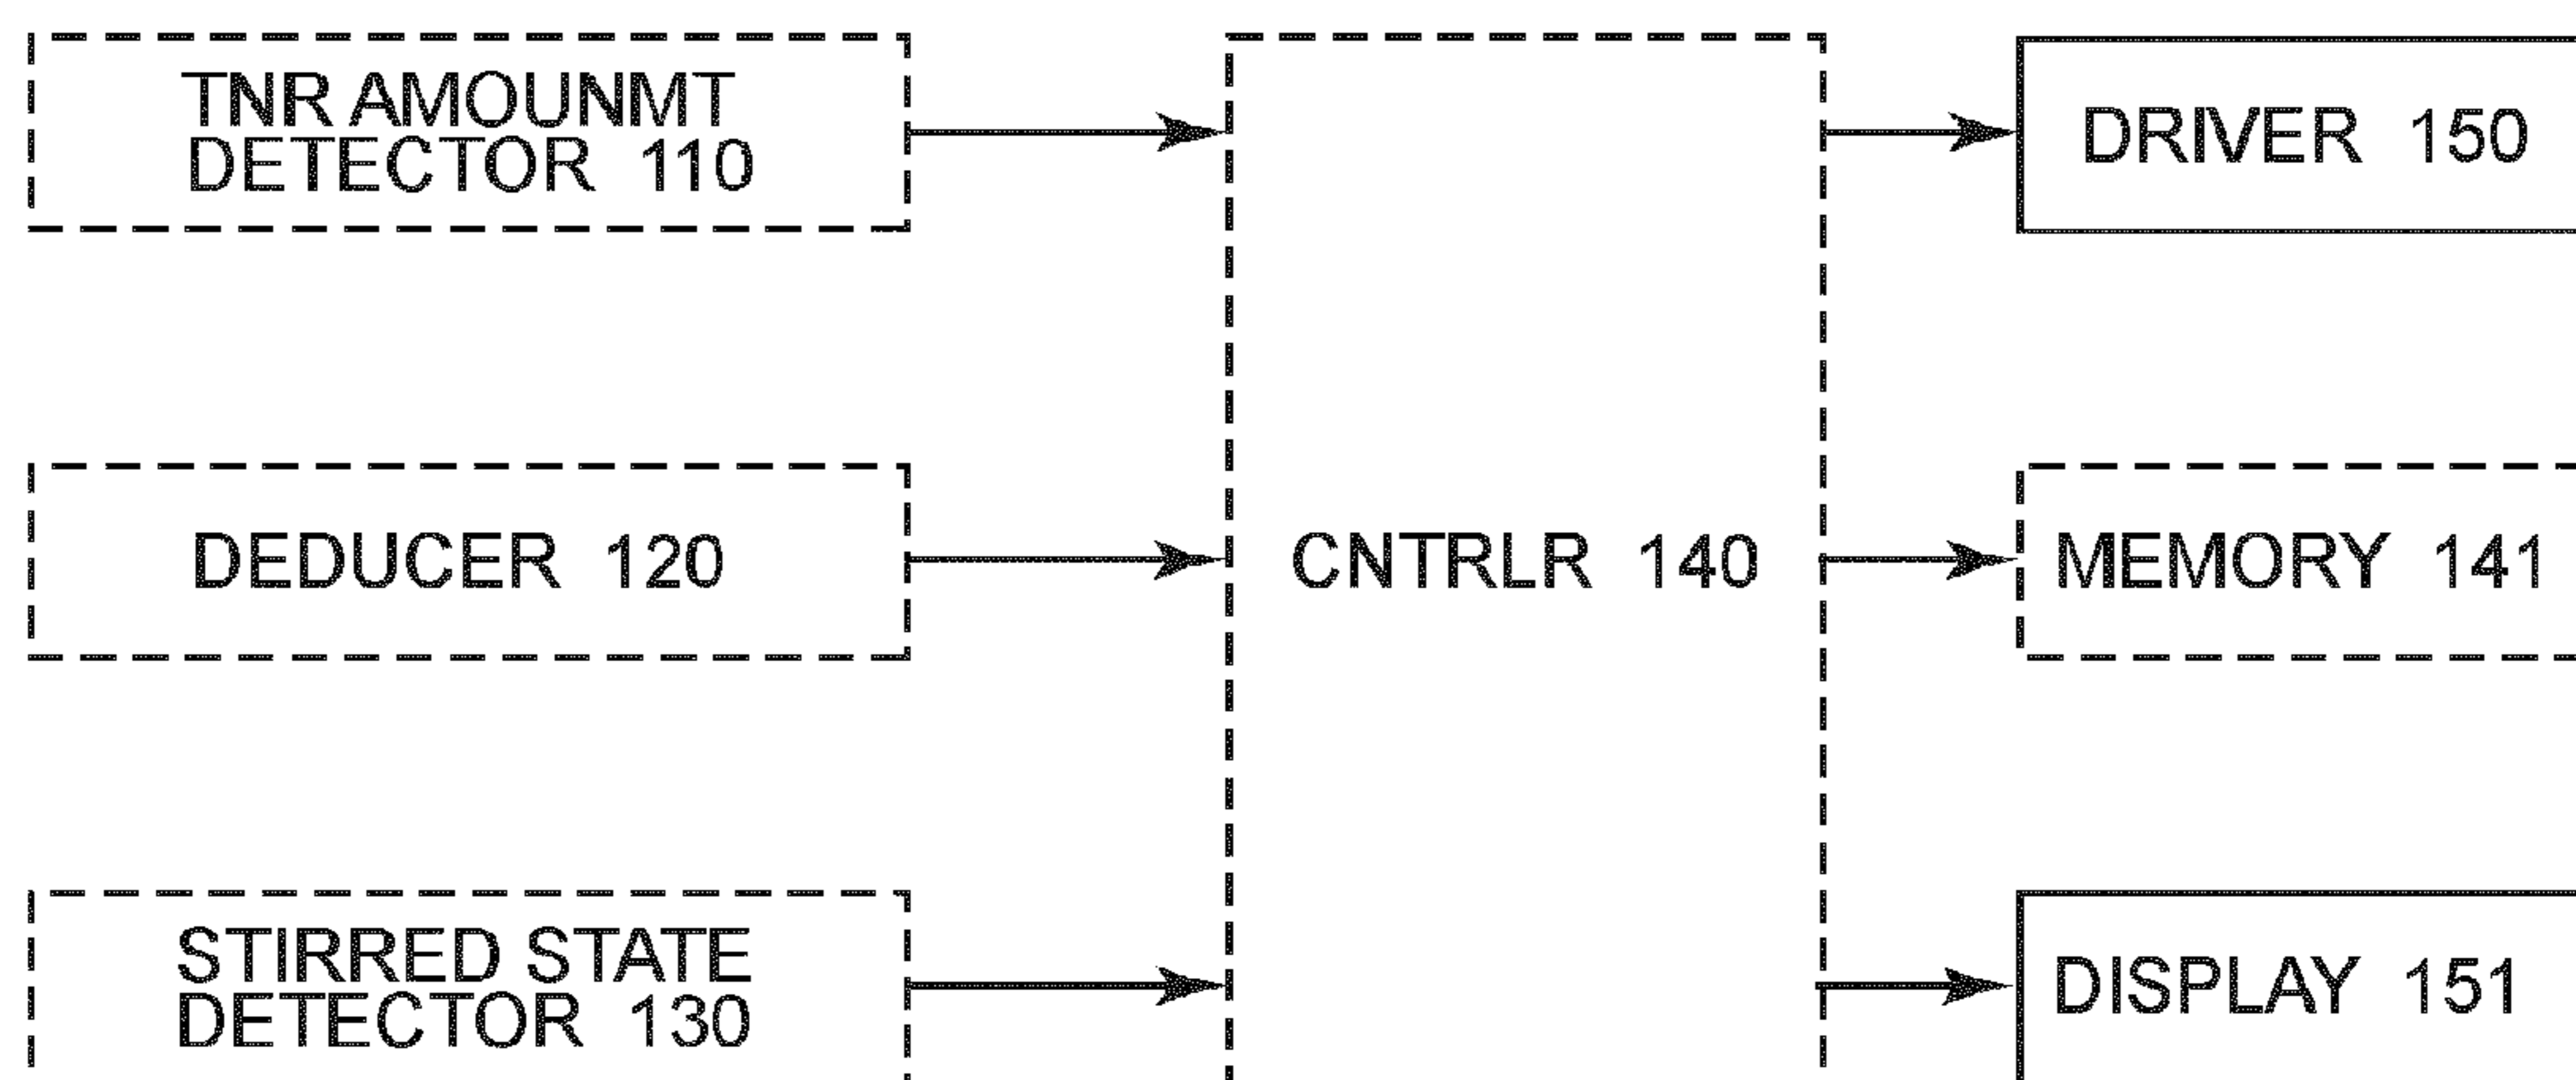 TNR AMOUNMT
DETECTOR 110
DRIVER 150
DEDUCER 120
CNTRLR 140
MEMORY 141
STIRRED STATE
DETECTOR 130
DISPLAY 151